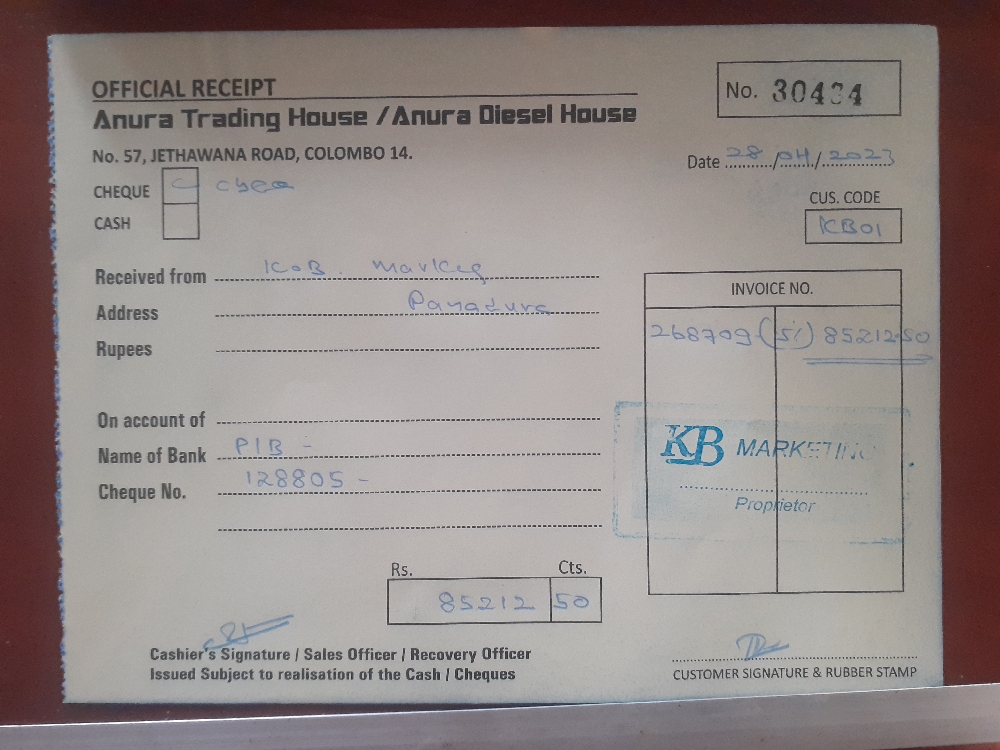 OFFICIAL RECEIPT
No. 30434
Anura Trading House / Anura Diesel House
No. 57, JETHAWANA ROAD, COLOMBO 14.
Date 28/04/2023
CHEQUE
CASH
CUS. CODE
KB01
Received from K.B. Marketing
Address Panadura
Rupees
INVOICE NO.
268709 (5%) 85212.50
On account of
Name of Bank PIB -
Cheque No. 128805 -
KB MARKETING
Proprietor
Rs. Cts.
85212 50
Cashier's Signature / Sales Officer / Recovery Officer
Issued Subject to realisation of the Cash / Cheques
CUSTOMER SIGNATURE & RUBBER STAMP